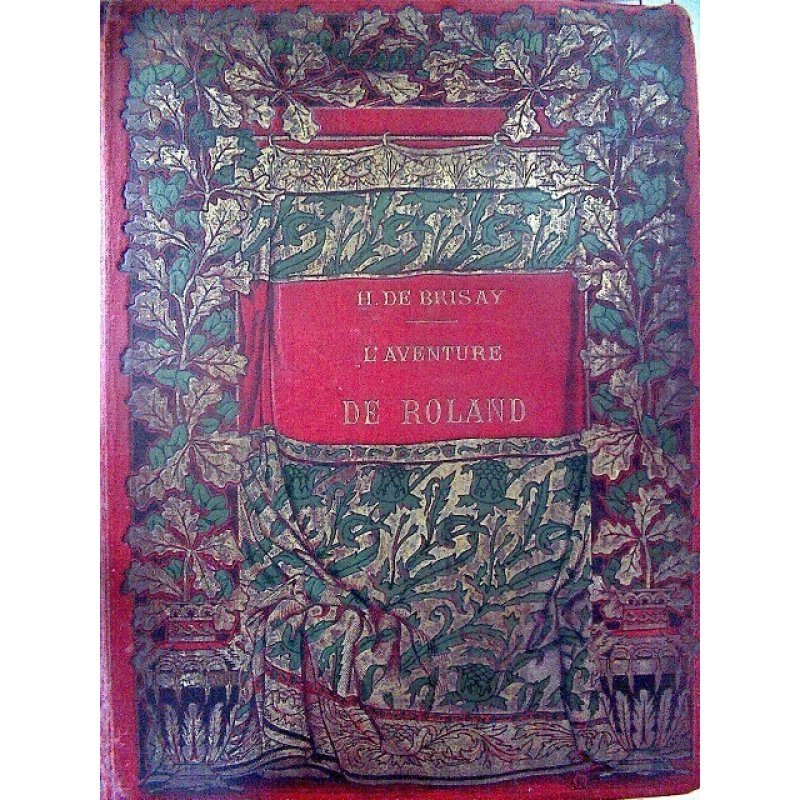 H. DE BRISAY
L'AVENTURE
DE ROLAND